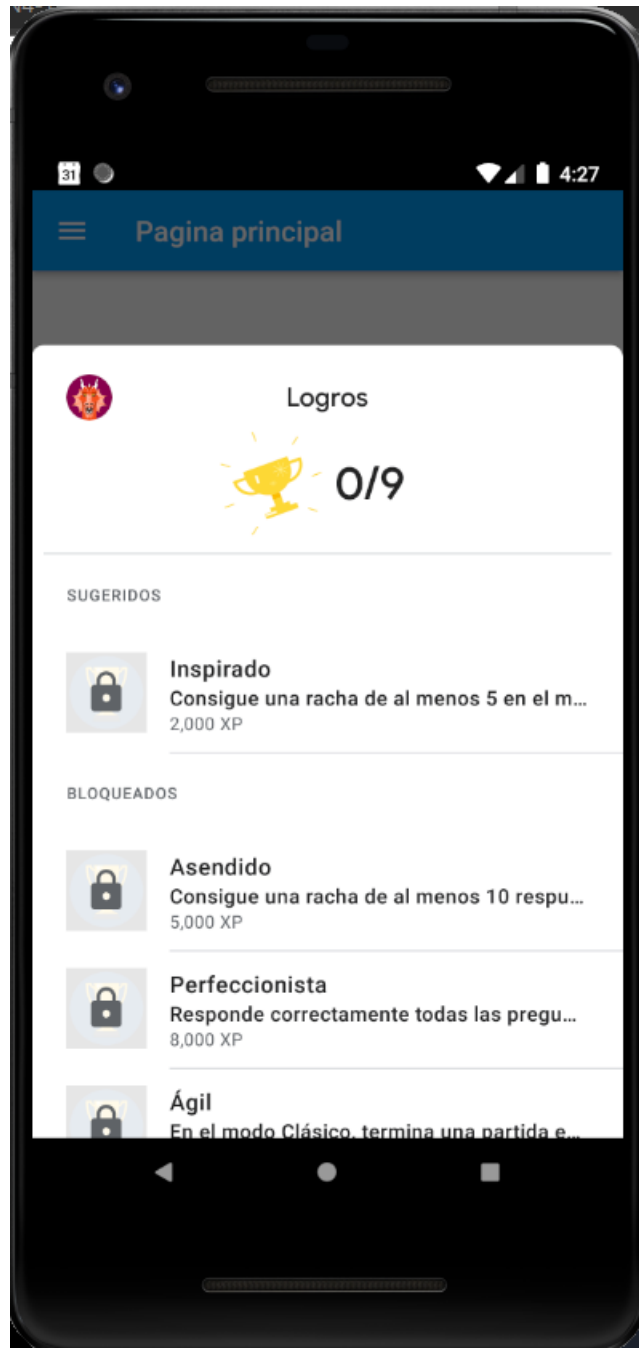 31
4:27
Pagina principal
Logros
0/9
SUGERIDOS
Inspirado
Consigue una racha de al menos 5 en el m...
2,000 XP
BLOQUEADOS
Asendido
Consigue una racha de al menos 10 respu...
5,000 XP
Perfeccionista
Responde correctamente todas las pregu...
8,000 XP
Ágil
En el modo Clásico, termina una partida e...